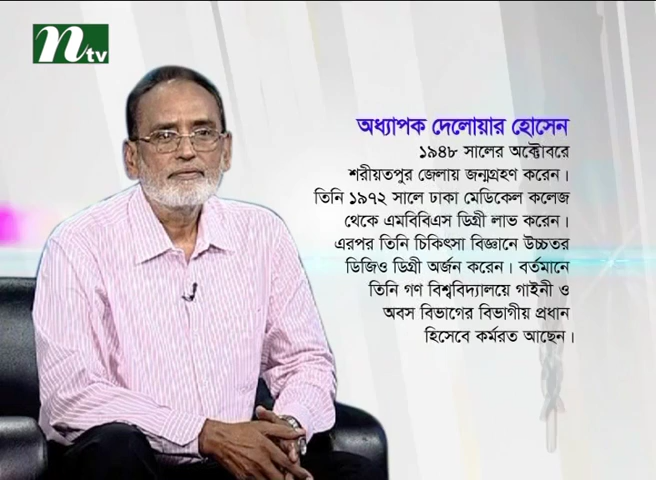 ntv
অধ্যাপক দেলোয়ার হোসেন
১৯৪৮ সালের অক্টোবরে
শরীয়তপুর জেলায় জন্মগ্রহণ করেন।
তিনি ১৯৭২ সালে ঢাকা মেডিকেল কলেজ
থেকে এমবিবিএস ডিগ্রী লাভ করেন।
এরপর তিনি চিকিৎসা বিজ্ঞানে উচ্চতর
ডিজিও ডিগ্রী অর্জন করেন। বর্তমানে
তিনি গণ বিশ্ববিদ্যালয়ে গাইনী ও
অবস বিভাগের বিভাগীয় প্রধান
হিসেবে কর্মরত আছেন।